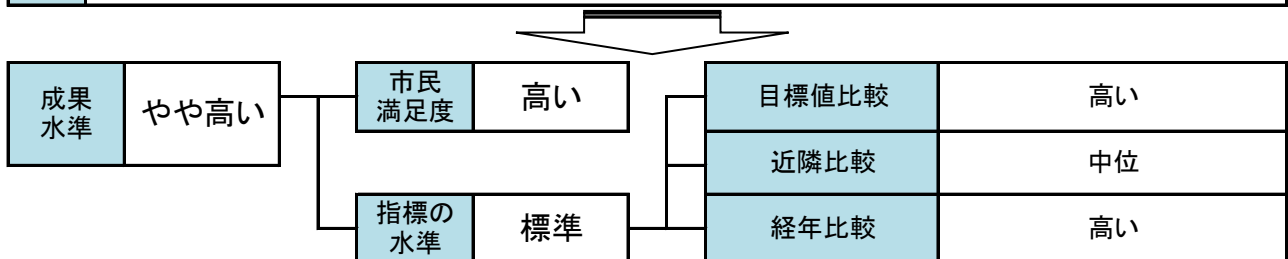 成果
水準
やや高い
市民
満足度
高い
指標の
水準
標準
目標値比較
高い
近隣比較
中位
経年比較
高い